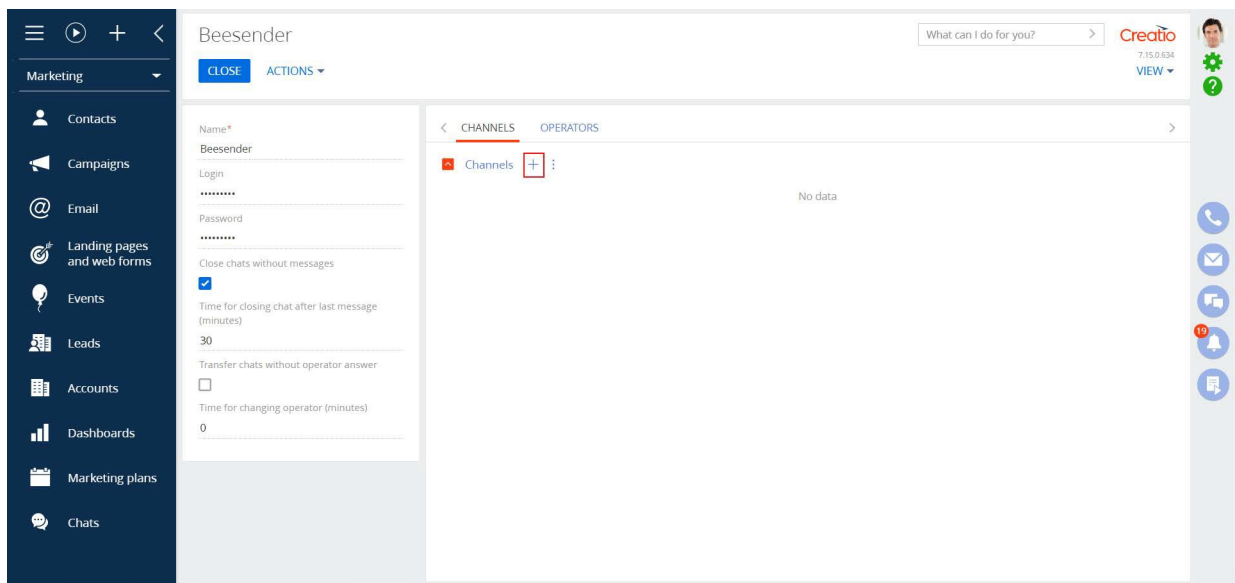 Beesender
What can I do for you?
Creatio
7.15.0.634
CLOSE
ACTIONS
VIEW
Marketing
Contacts
Campaigns
Email
Landing pages
and web forms
Events
Leads
Accounts
Dashboards
Marketing plans
Chats
Name*
Beesender
Login
•••••••••
Password
•••••••••
Close chats without messages
Time for closing chat after last message
(minutes)
30
Transfer chats without operator answer
Time for changing operator (minutes)
0
CHANNELS
OPERATORS
Channels
No data
19